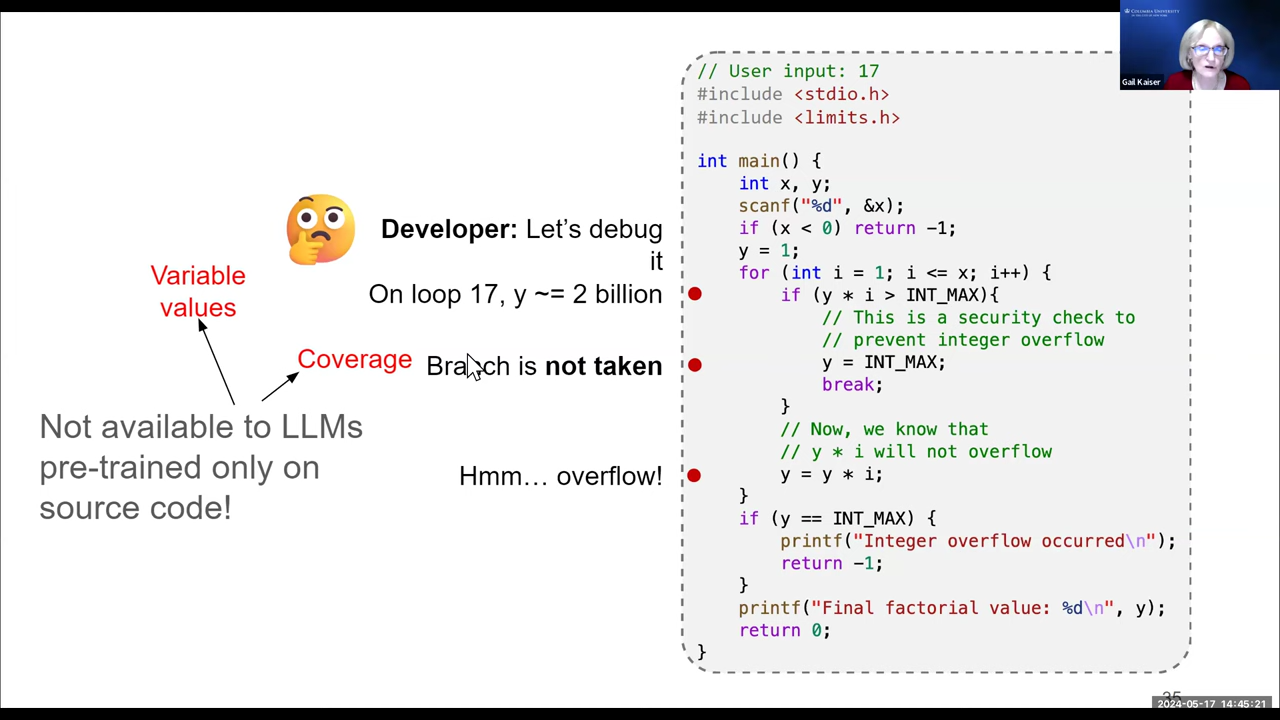 COLUMBIA UNIVERSITY
Gail Kaiser
// User input: 17
#include <stdio.h>
#include <limits.h>
int main() {
int x, y;
scanf("%d", &x);
if (x < 0) return -1;
y = 1;
for (int i = 1; i <= x; i++) {
if (y * i > INT_MAX){
// This is a security check to
// prevent integer overflow
y = INT_MAX;
break;
}
// Now, we know that
// y * i will not overflow
y = y * i;
}
if (y == INT_MAX) {
printf("Integer overflow occurred\n");
return -1;
}
printf("Final factorial value: %d\n", y);
return 0;
}
Developer: Let's debug
it
On loop 17, y ~= 2 billion
Branch is not taken
Hmm… overflow!
Variable
values
Coverage
Not available to LLMs
pre-trained only on
source code!
35
2024-05-17 14:45:21